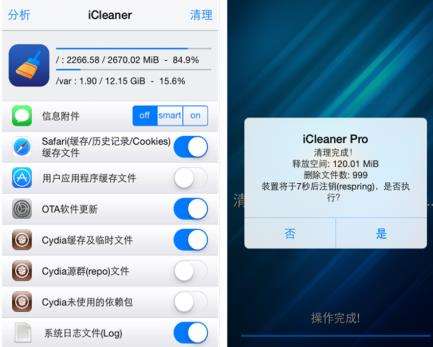 分析 iCleaner 清理
/ : 2266.58 / 2670.02 MiB - 84.9%
/var : 1.90 / 12.15 GiB - 15.6%
信息附件 off smart on
Safari(缓存/历史记录/Cookies)
缓存文件
用户应用程序缓存文件
OTA软件更新
Cydia缓存及临时文件
Cydia源群(repo)文件
Cydia未使用的依赖包
系统日志文件(Log)
iCleaner Pro
清理完成!
释放空间: 120.01 MiB
删除文件数: 999
装置将于7秒后注销(respring)，是否执
行?
否 是
清
操作完成!